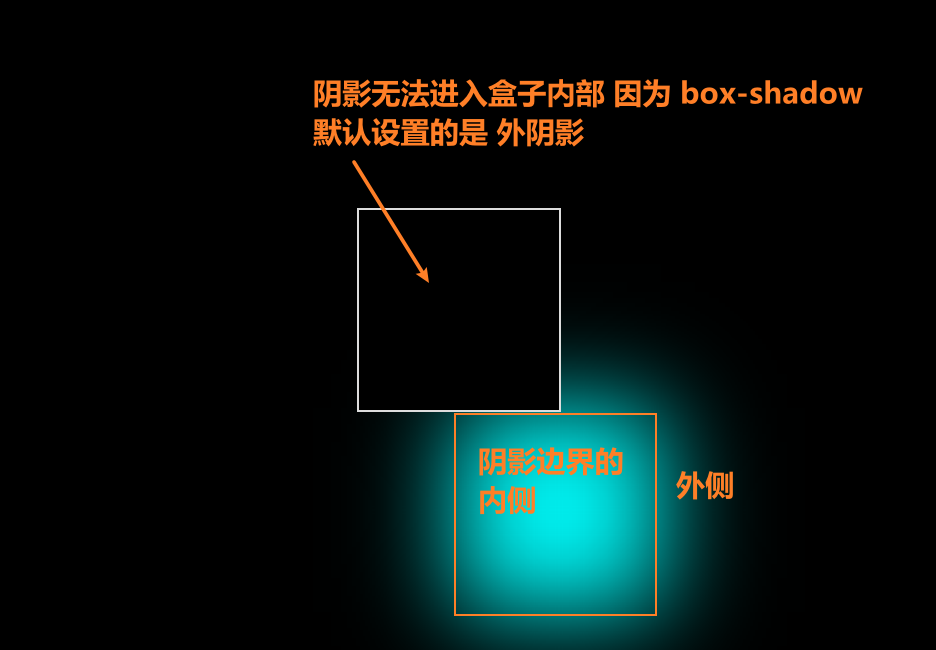 阴影无法进入盒子内部 因为 box-shadow
默认设置的是 外阴影
阴影边界的
内侧
外侧